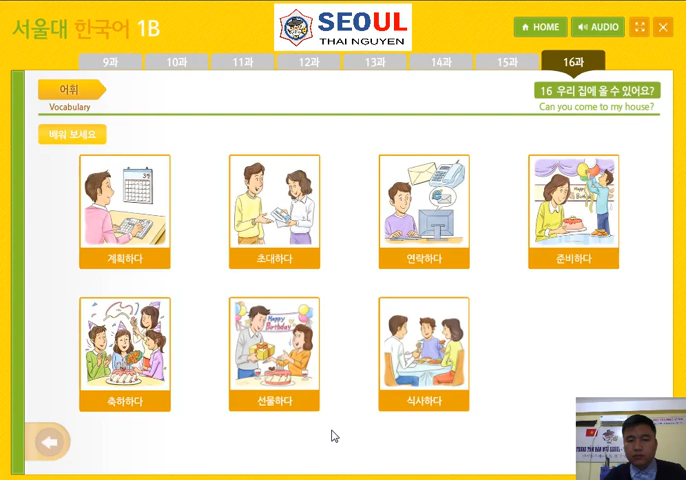 서울대 한국어 1B
SEOUL
THAI NGUYEN
HOME
AUDIO
9과
10과
11과
12과
13과
14과
15과
16과
어휘
Vocabulary
16 우리 집에 올 수 있어요?
Can you come to my house?
배워 보세요
계획하다
초대하다
연락하다
준비하다
축하하다
Happy
Birthday
선물하다
식사하다